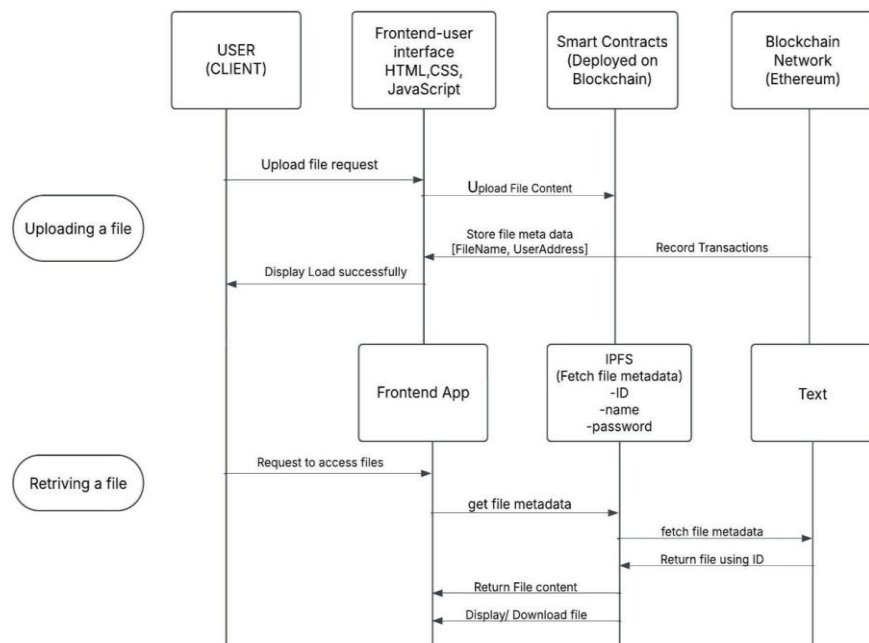 USER
(CLIENT)
Frontend-user
interface
HTML,CSS,
JavaScript
Smart Contracts
(Deployed on
Blockchain)
Blockchain
Network
(Ethereum)
Upload file request
Upload File Content
Uploading a file
Store file meta data
[FileName, UserAddress]
Record Transactions
Display Load successfully
Frontend App
IPFS
(Fetch file metadata)
-ID
-name
-password
Text
Request to access files
Retriving a file
get file metadata
fetch file metadata
Return file using ID
Return File content
Display/ Download file